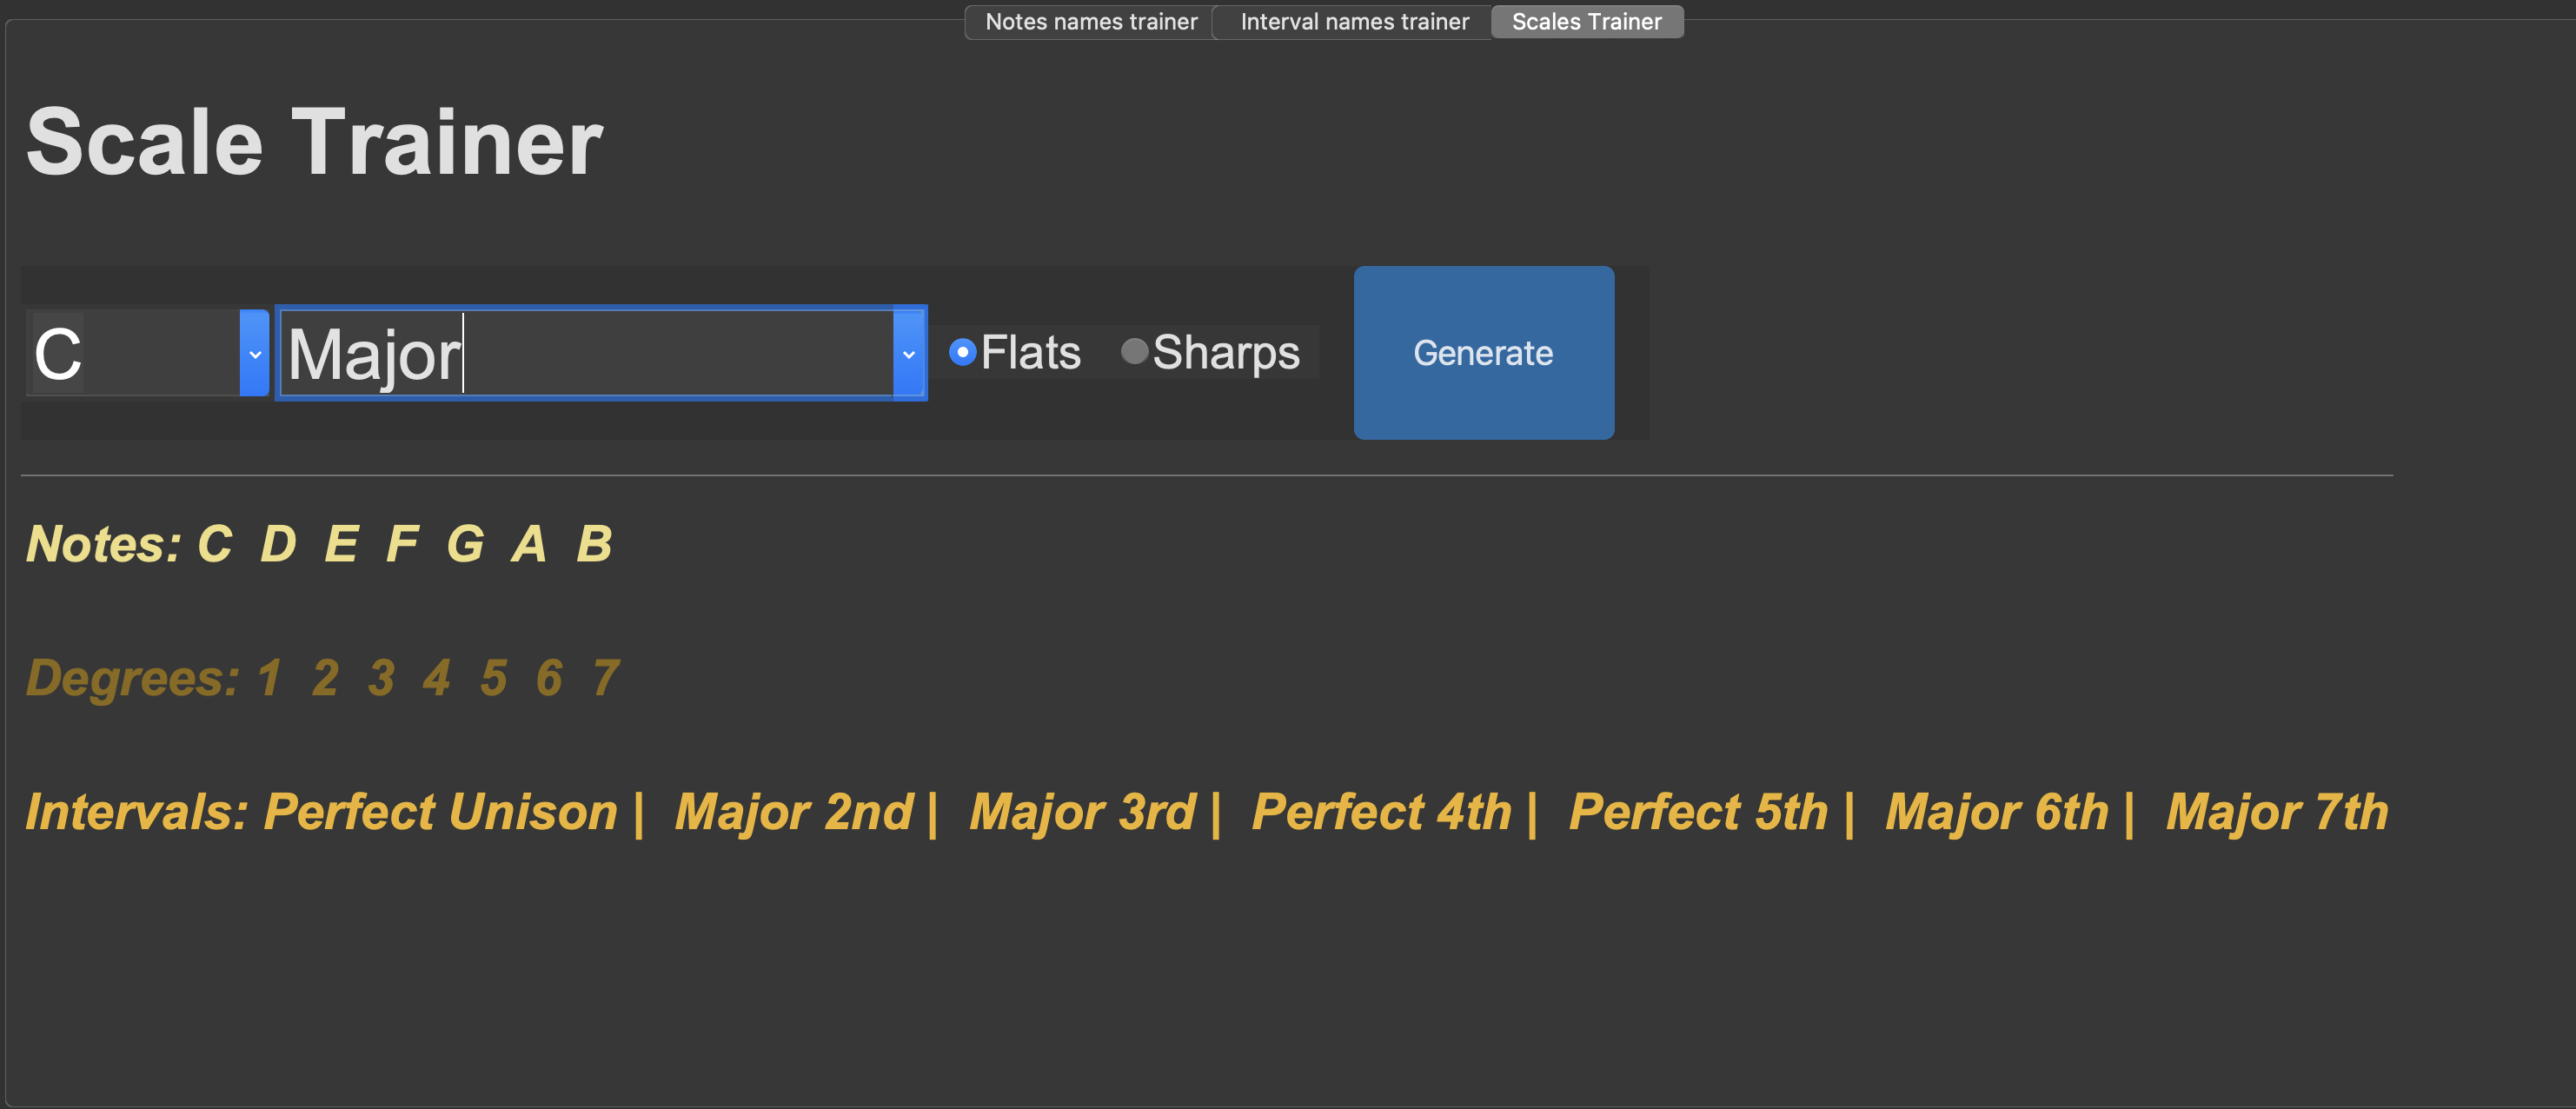 Notes names trainer Interval names trainer Scales Trainer
Scale Trainer
C Major Flats Sharps Generate
Notes: C D E F G A B
Degrees: 1 2 3 4 5 6 7
Intervals: Perfect Unison | Major 2nd | Major 3rd | Perfect 4th | Perfect 5th | Major 6th | Major 7th